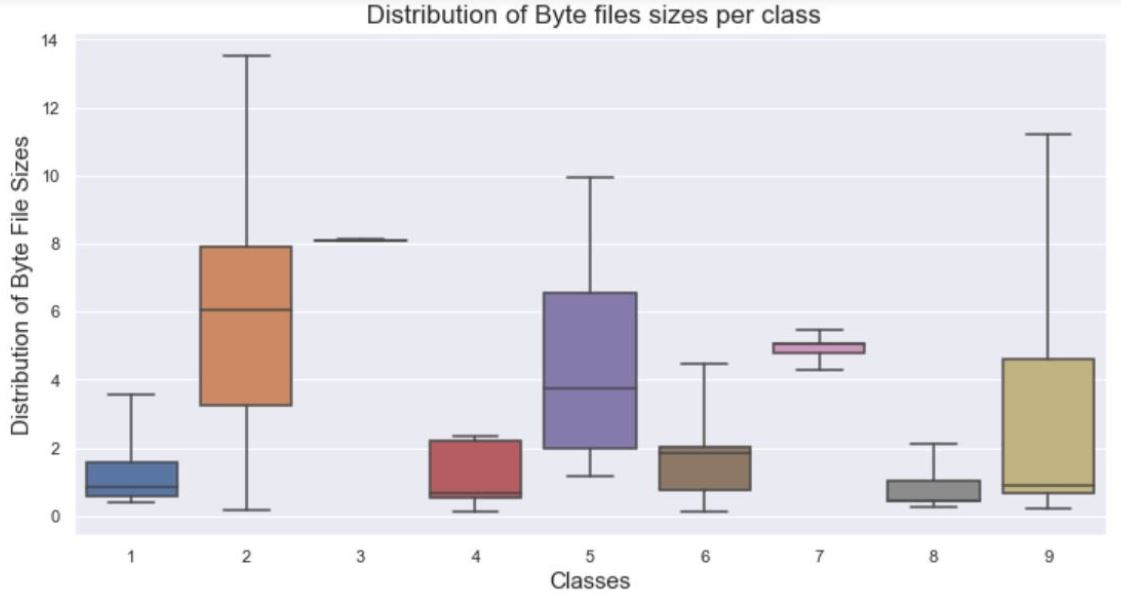 Distribution of Byte files sizes per class
Distribution of Byte File Sizes
14
12
10
8
6
4
2
0
1 2 3 4 5 6 7 8 9
Classes